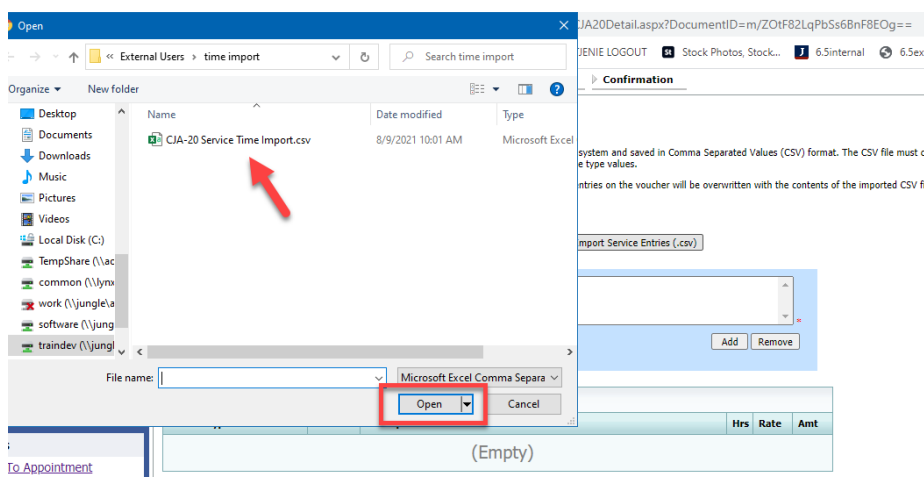 Open
CJA20Detail.aspx?DocumentID=m/ZOtF82LqPbSs6BnF8EOg==
« External Users › time import
Search time import
JENIE LOGOUT
St Stock Photos, Stock...
J 6.5internal
6.5ex
Confirmation
Organize
New folder
?
Name
Date modified
Type
Desktop
Documents
Downloads
Music
Pictures
Videos
Local Disk (C:)
TempShare (\\ac
common (\\lynx
work (\\jungle\a
software (\\jung
traindev (\\jungl
CJA-20 Service Time Import.csv
8/9/2021 10:01 AM
Microsoft Excel
system and saved in Comma Separated Values (CSV) format. The CSV file must c
e type values.
entries on the voucher will be overwritten with the contents of the imported CSV fi
Import Service Entries (.csv)
*
Add
Remove
File name:
Microsoft Excel Comma Separa
Open
Cancel
Hrs
Rate
Amt
(Empty)
To Appointment